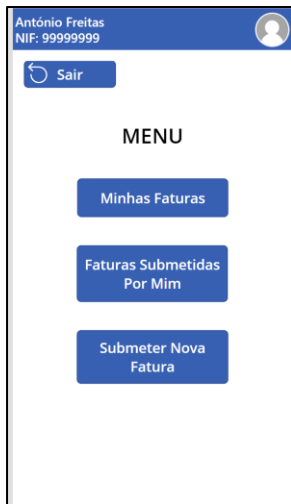 António Freitas
NIF: 99999999
Sair
MENU
Minhas Faturas
Faturas Submetidas
Por Mim
Submeter Nova
Fatura